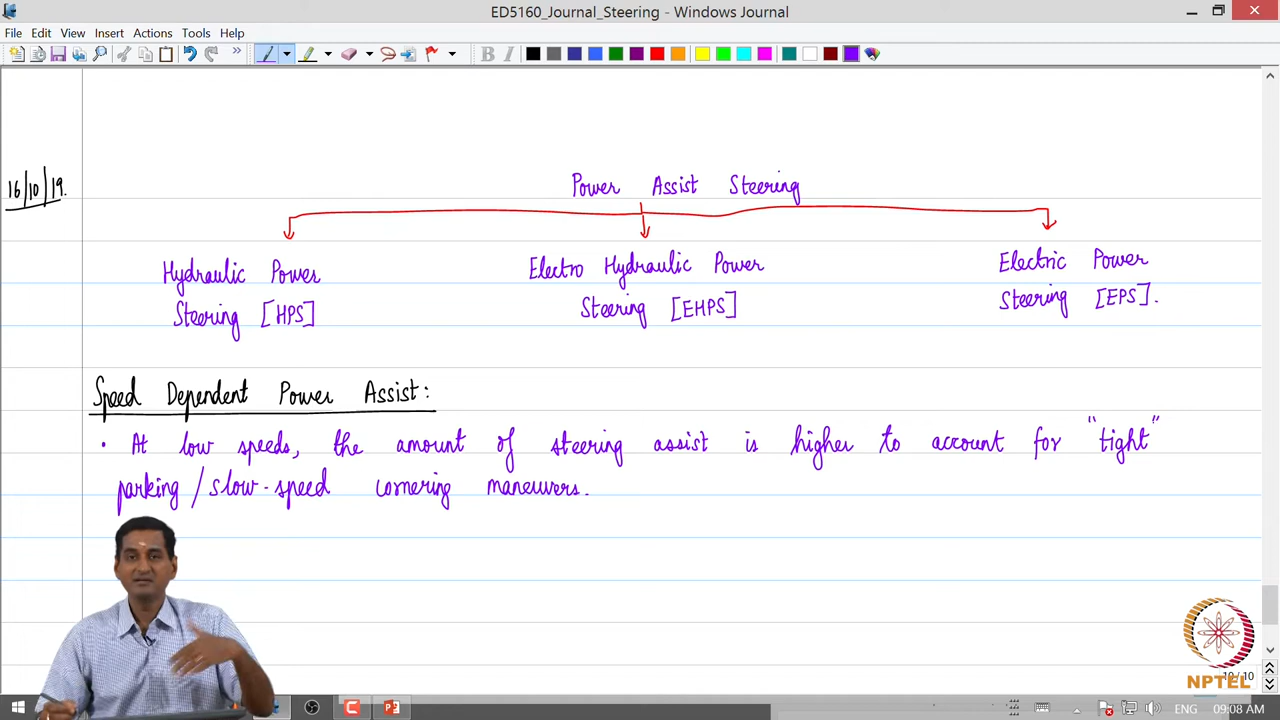 ED5160_Journal_Steering - Windows Journal
File Edit View Insert Actions Tools Help
16/10/19.
Power Assist Steering
Hydraulic Power
Steering [HPS]
Electro Hydraulic Power
Steering [EHPS]
Electric Power
Steering [EPS].
Speed Dependent Power Assist:
• At low speeds, the amount of steering assist is higher to account for "tight"
parking/slow-speed cornering maneuvers.
NPTEL
10/10
ENG 09:08 AM